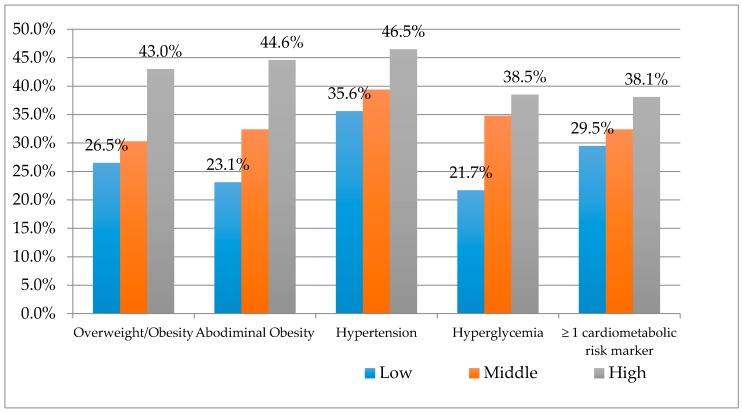 50.0%
45.0%
40.0%
35.0%
30.0%
25.0%
20.0%
15.0%
10.0%
5.0%
0.0%
26.5%
43.0%
23.1%
44.6%
35.6%
46.5%
21.7%
38.5%
29.5%
38.1%
Overweight/Obesity
Abodiminal Obesity
Hypertension
Hyperglycemia
≥ 1 cardiometabolic
risk marker
Low
Middle
High